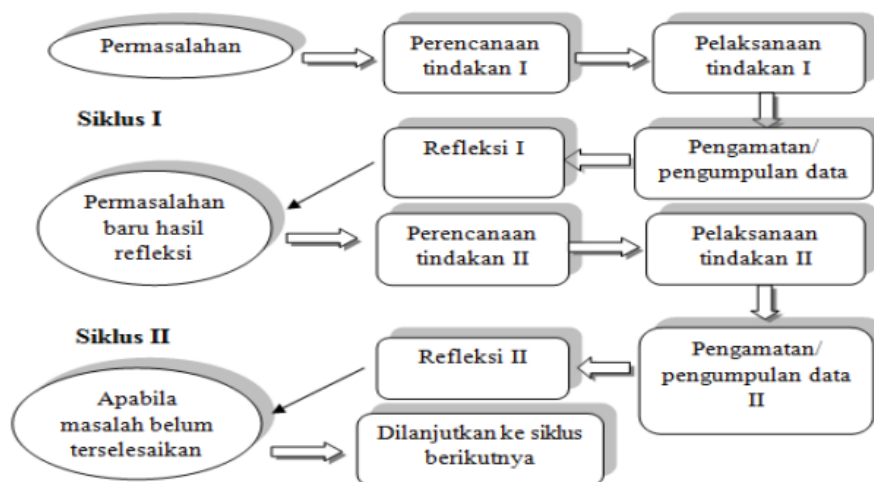 Permasalahan
Perencanaan
tindakan I
Pelaksanaan
tindakan I
Siklus I
Refleksi I
Pengamatan/
pengumpulan data
Permasalahan
baru hasil
refleksi
Perencanaan
tindakan II
Pelaksanaan
tindakan II
Siklus II
Refleksi II
Pengamatan/
pengumpulan data
II
Apabila
masalah belum
terselesaikan
Dilanjutkan ke siklus
berikutnya